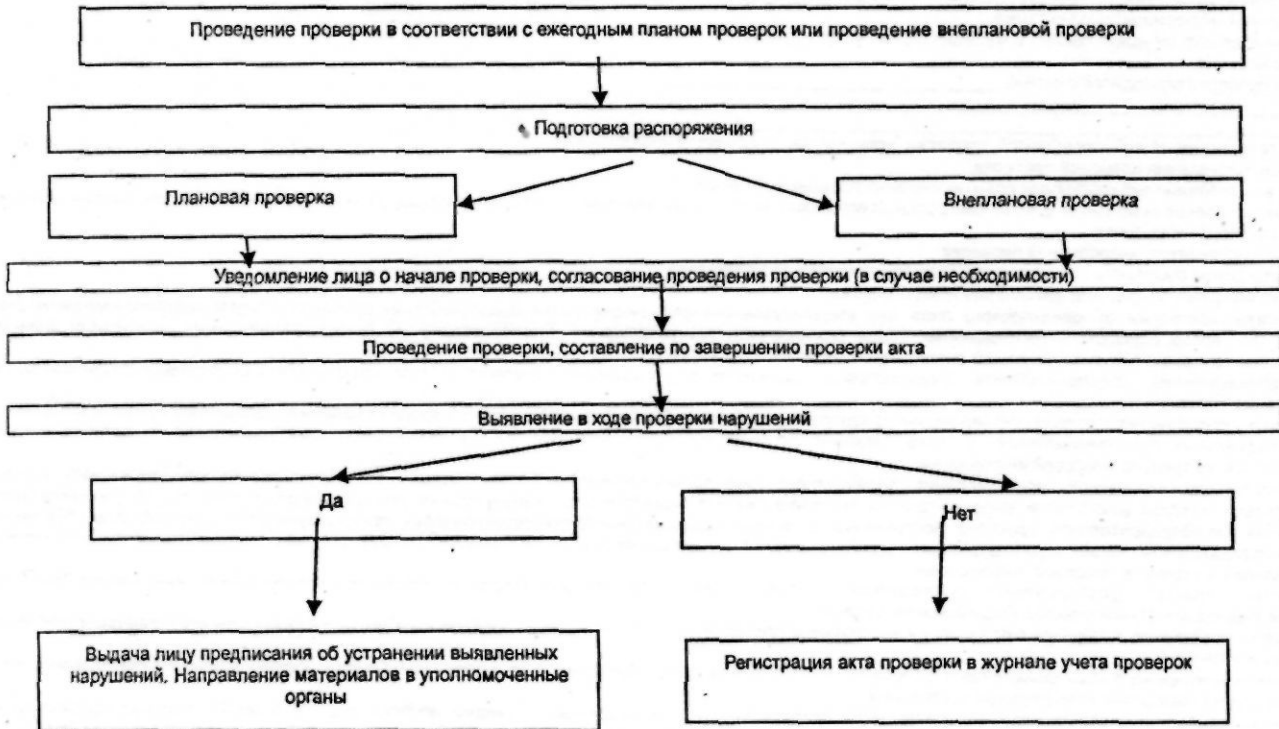 Проведение проверки в соответствии с ежегодным планом проверок или проведение внеплановой проверки
Подготовка распоряжения
Плановая проверка
Внеплановая проверка
Уведомление лица о начале проверки, согласование проведения проверки (в случае необходимости)
Проведение проверки, составление по завершению проверки акта
Выявление в ходе проверки нарушений
Да
Нет
Выдача лицу предписания об устранении выявленных
нарушений. Направление материалов в уполномоченные
органы
Регистрация акта проверки в журнале учета проверок